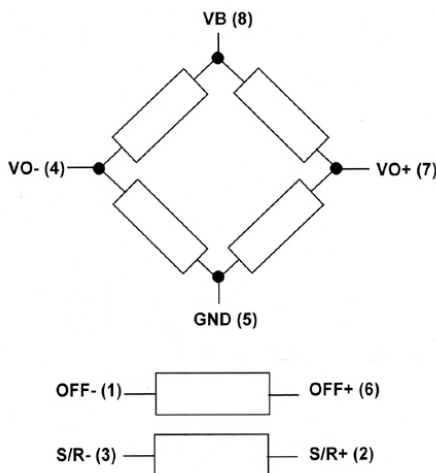 VB (8)
VO- (4)
VO+ (7)
GND (5)
OFF- (1)
OFF+ (6)
S/R- (3)
S/R+ (2)